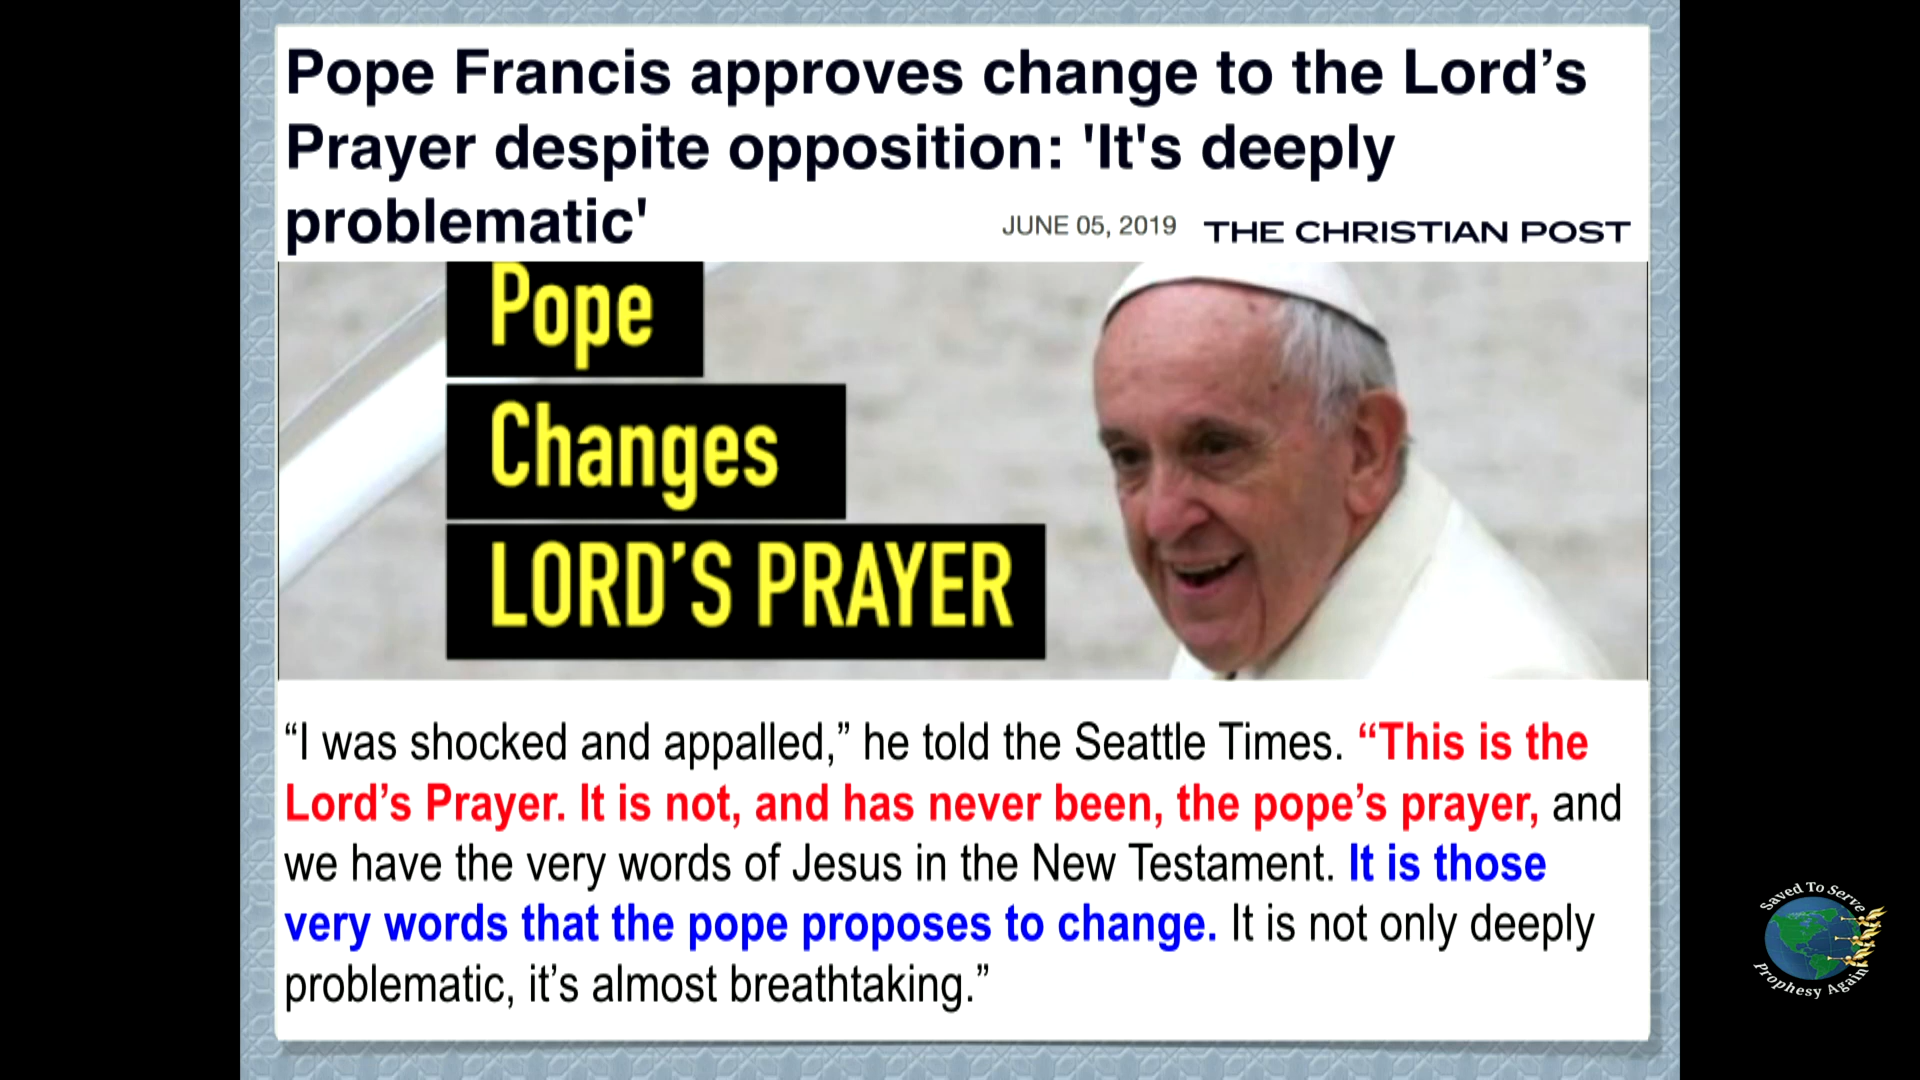 Pope Francis approves change to the Lord’s
Prayer despite opposition: 'It's deeply
problematic'
JUNE 05, 2019
THE CHRISTIAN POST
Pope
Changes
LORD’S PRAYER
“I was shocked and appalled,” he told the Seattle Times. “This is the
Lord’s Prayer. It is not, and has never been, the pope’s prayer, and
we have the very words of Jesus in the New Testament. It is those
very words that the pope proposes to change. It is not only deeply
problematic, it’s almost breathtaking.”
Saved To Serve
Prophesy Again